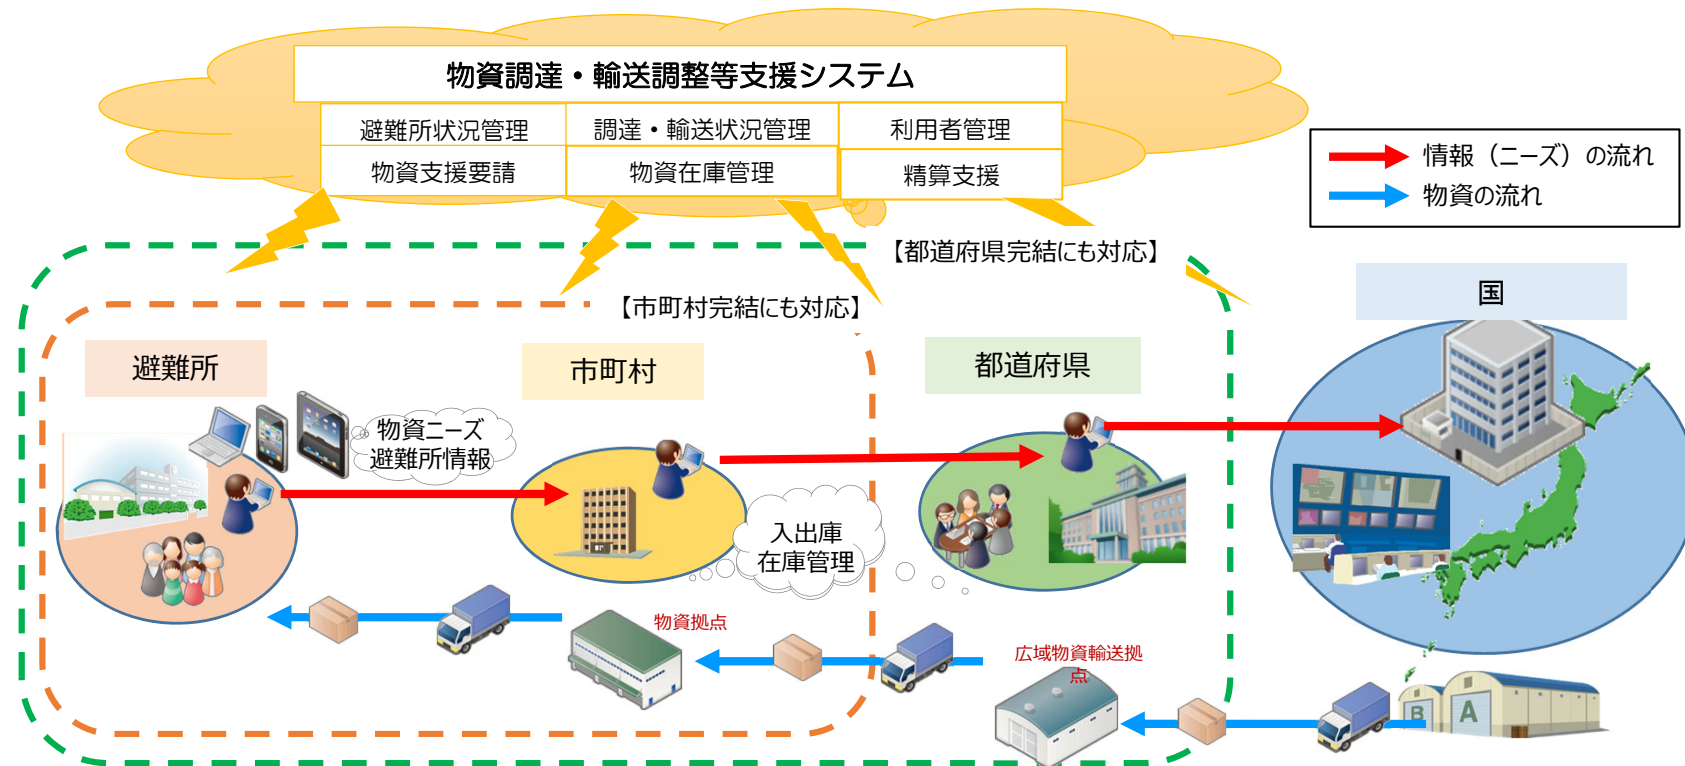 物資調達・輸送調整等支援システム
避難所状況管理
調達・輸送状況管理
利用者管理
物資支援要請
物資在庫管理
精算支援
情報（ニーズ）の流れ
物資の流れ
【都道府県完結にも対応】
【市町村完結にも対応】
国
避難所
市町村
都道府県
物資ニーズ
避難所情報
入出庫
在庫管理
物資拠点
広域物資輸送拠
点
B
A